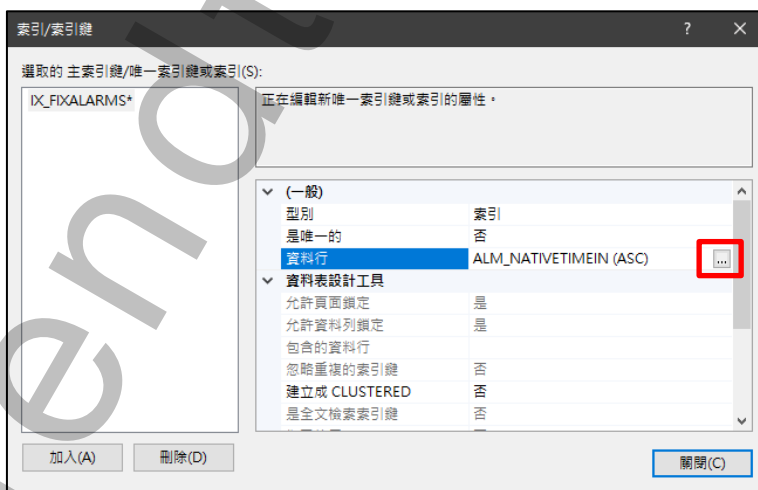 索引/索引鍵
? ×
選取的 主索引鍵/唯一索引鍵或索引(S):
IX_FIXALARMS*
正在編輯新唯一索引鍵或索引的屬性。
(一般)
型別 索引
是唯一的 否
資料行 ALM_NATIVETIMEIN (ASC) ...
資料表設計工具
允許頁面鎖定 是
允許資料列鎖定 是
包含的資料行
忽略重複的索引鍵 否
建立成 CLUSTERED 否
是全文檢索索引鍵 否
加入(A) 刪除(D) 關閉(C)